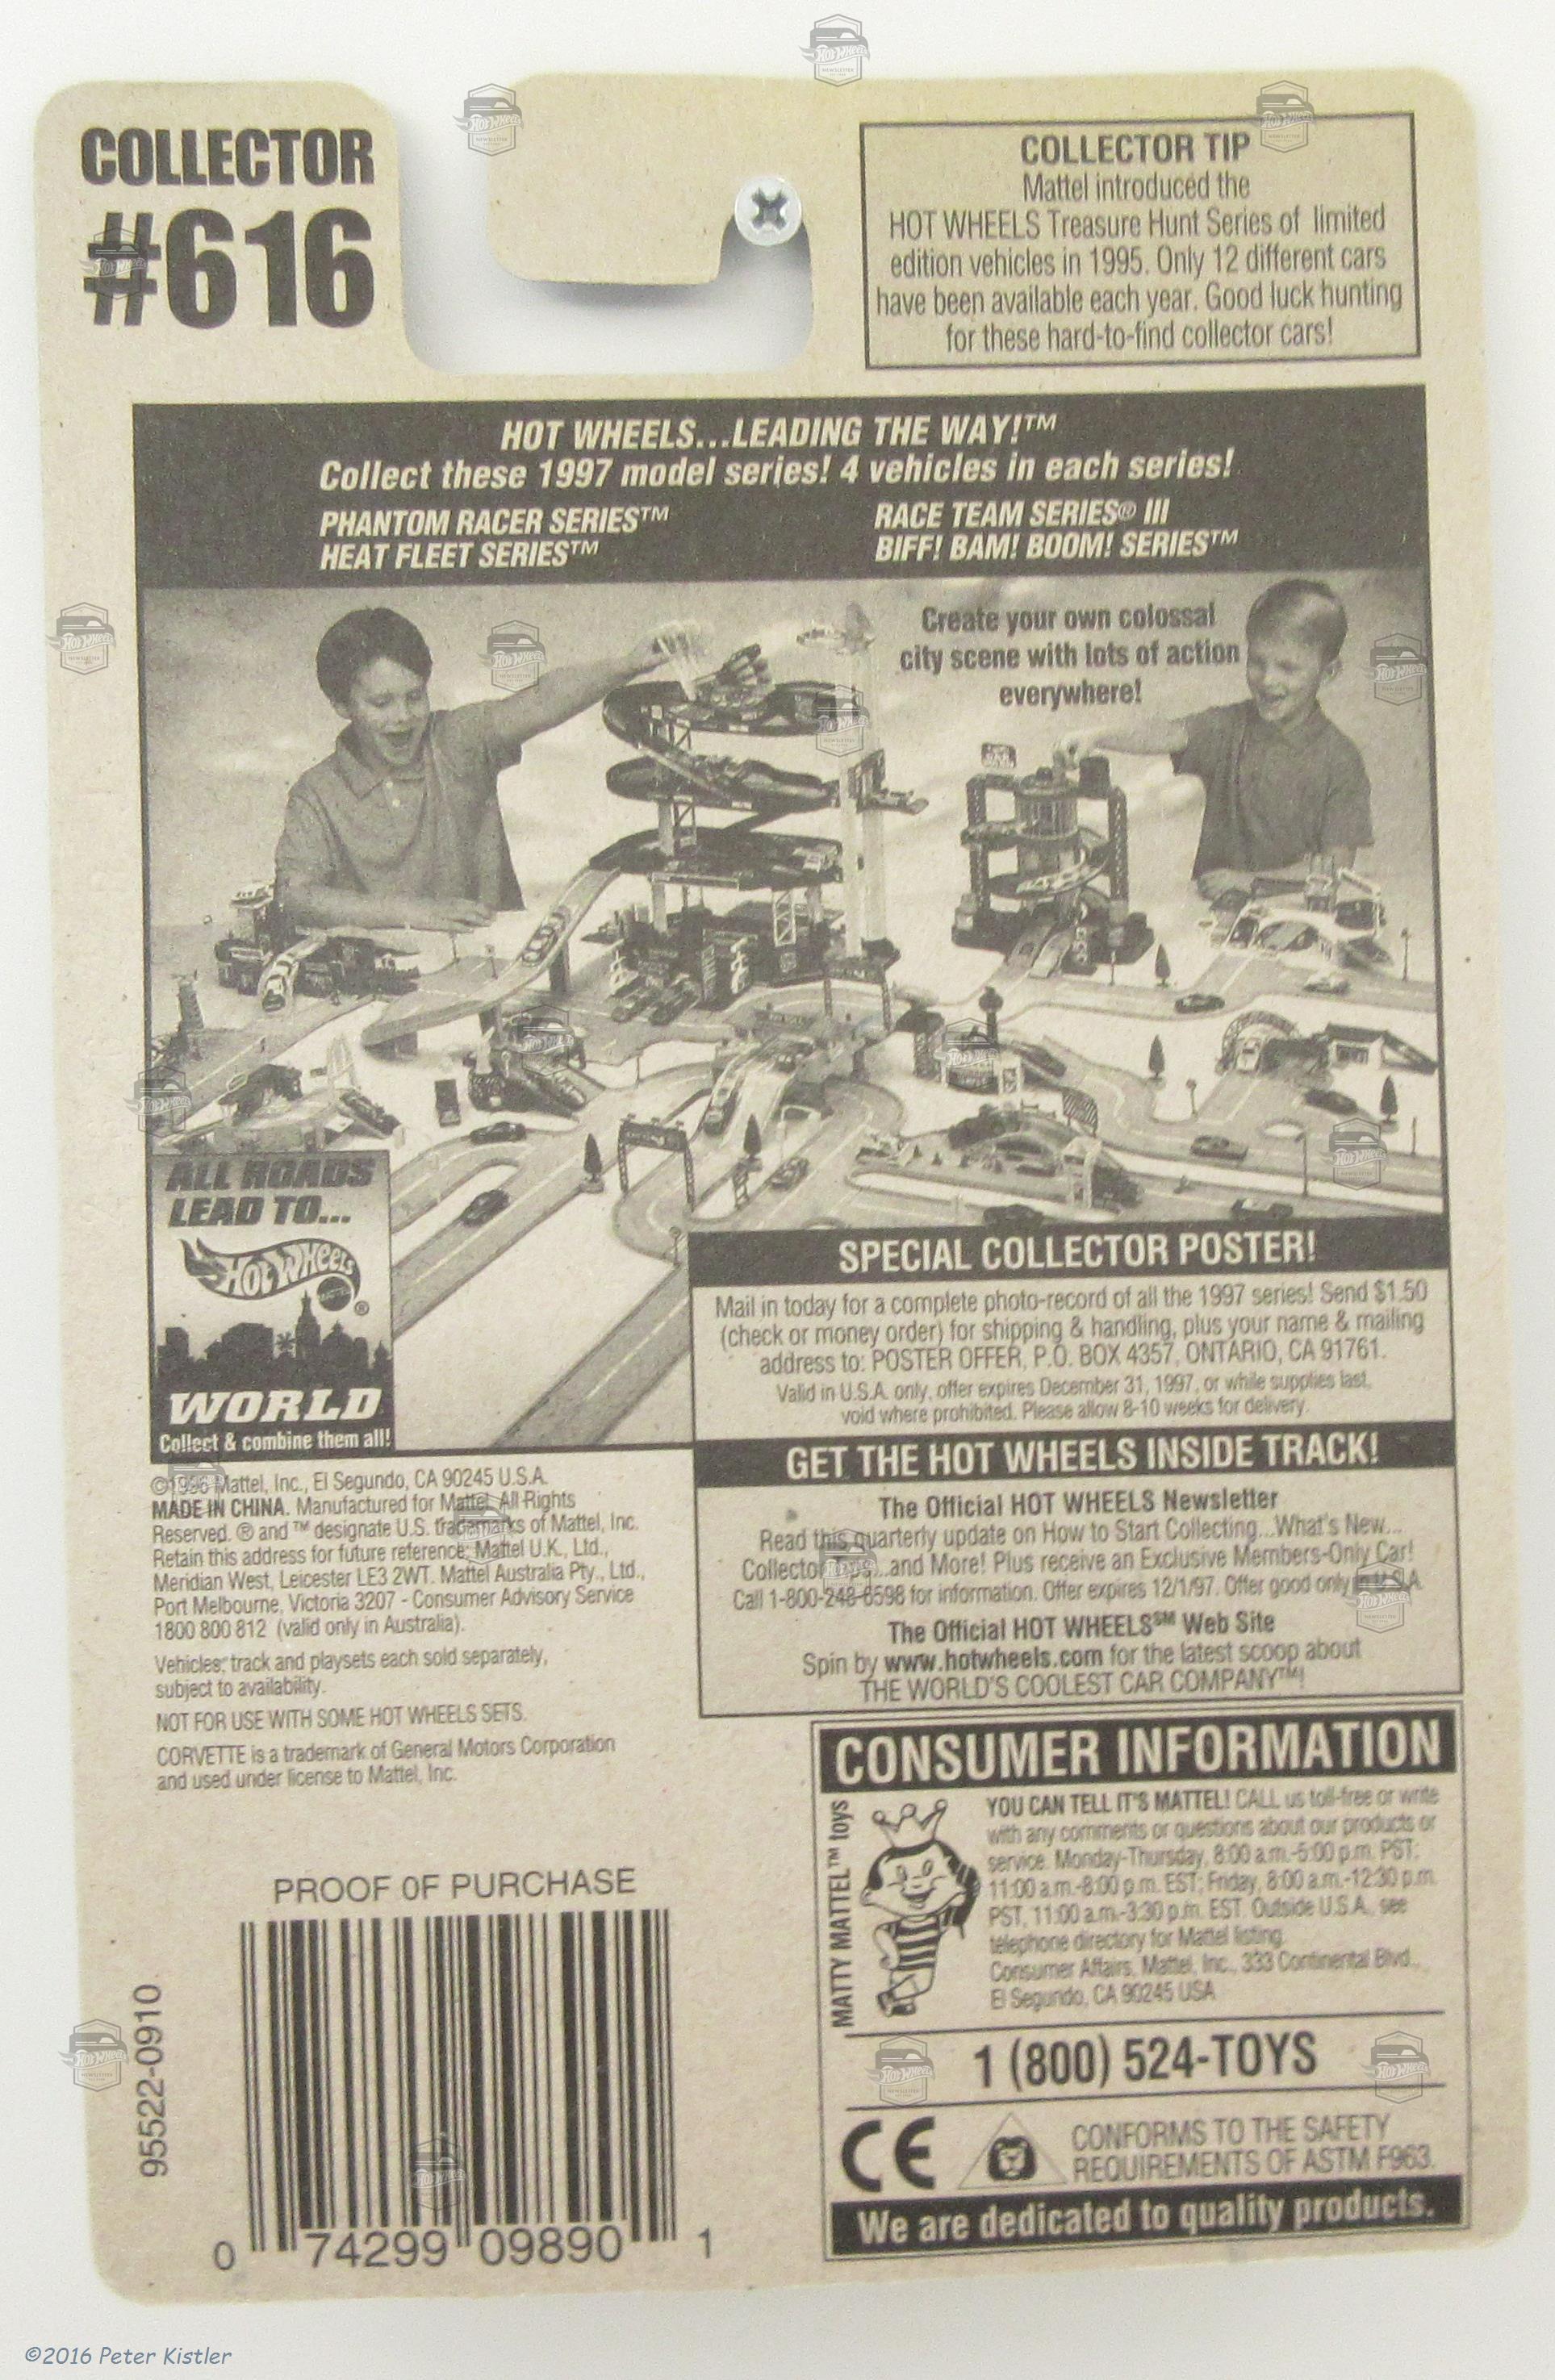 COLLECTOR
#616
COLLECTOR TIP
Mattel introduced the
HOT WHEELS Treasure Hunt Series of limited
edition vehicles in 1995. Only 12 different cars
have been available each year. Good luck hunting
for these hard-to-find collector cars!
HOT WHEELS...LEADING THE WAY!™
Collect these 1997 model series! 4 vehicles in each series!
PHANTOM RACER SERIES™
HEAT FLEET SERIES™
RACE TEAM SERIES® III
BIFF! BAM! BOOM! SERIES™
Create your own colossal
city scene with lots of action
everywhere!
ALL ROADS
LEAD TO...
Hot Wheels
®
WORLD
Collect & combine them all!
SPECIAL COLLECTOR POSTER!
Mail in today for a complete photo-record of all the 1997 series! Send $1.50
(check or money order) for shipping & handling, plus your name & mailing
address to: POSTER OFFER, P.O. BOX 4357, ONTARIO, CA 91761.
Valid in U.S.A. only, offer expires December 31, 1997, or while supplies last,
void where prohibited. Please allow 8-10 weeks for delivery.
GET THE HOT WHEELS INSIDE TRACK!
The Official HOT WHEELS Newsletter
Read this quarterly update on How to Start Collecting...What's New...
Collector Tips...and More! Plus receive an Exclusive Members-Only Car!
Call 1-800-248-8598 for information. Offer expires 12/1/97. Offer good only in U.S.A.
The Official HOT WHEELS℠ Web Site
Spin by www.hotwheels.com for the latest scoop about
THE WORLD'S COOLEST CAR COMPANY™!
©1996 Mattel, Inc., El Segundo, CA 90245 U.S.A.
MADE IN CHINA. Manufactured for Mattel. All Rights
Reserved. ® and ™ designate U.S. trademarks of Mattel, Inc.
Retain this address for future reference: Mattel U.K., Ltd.,
Meridian West, Leicester LE3 2WT. Mattel Australia Pty., Ltd.,
Port Melbourne, Victoria 3207 - Consumer Advisory Service
1800 800 812 (valid only in Australia).
Vehicles, track and playsets each sold separately,
subject to availability.
NOT FOR USE WITH SOME HOT WHEELS SETS.
CORVETTE is a trademark of General Motors Corporation
and used under license to Mattel, Inc.
CONSUMER INFORMATION
MATTY MATTEL™ toys
YOU CAN TELL IT'S MATTEL! CALL us toll-free or write
with any comments or questions about our products or
service. Monday-Thursday, 8:00 a.m.-5:00 p.m. PST;
11:00 a.m.-8:00 p.m. EST; Friday, 8:00 a.m.-12:30 p.m.
PST, 11:00 a.m.-3:30 p.m. EST. Outside U.S.A., see
telephone directory for Mattel listing.
Consumer Affairs, Mattel, Inc., 333 Continental Blvd.,
El Segundo, CA 90245 USA
1 (800) 524-TOYS
CE
CONFORMS TO THE SAFETY
REQUIREMENTS OF ASTM F963.
We are dedicated to quality products.
PROOF OF PURCHASE
95522-0910
0 74299 09890 1
©2016 Peter Kistler